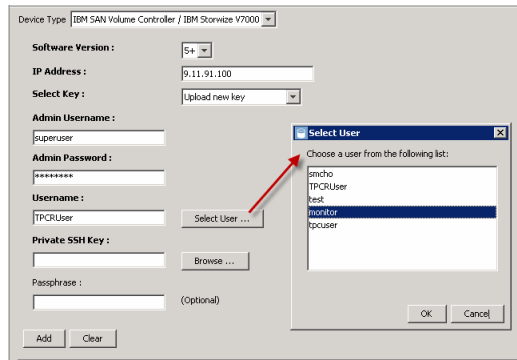 Device Type IBM SAN Volume Controller / IBM Storwize V7000
Software Version :
5+
IP Address :
9.11.91.100
Select Key :
Upload new key
Admin Username :
superuser
Admin Password :
********
Username :
TPCRUser
Select User ...
Private SSH Key :
Browse ...
Passphrase :
(Optional)
Add Clear
Select User
Choose a user from the following list:
smcho
TPCRUser
test
monitor
tpcuser
OK Cancel